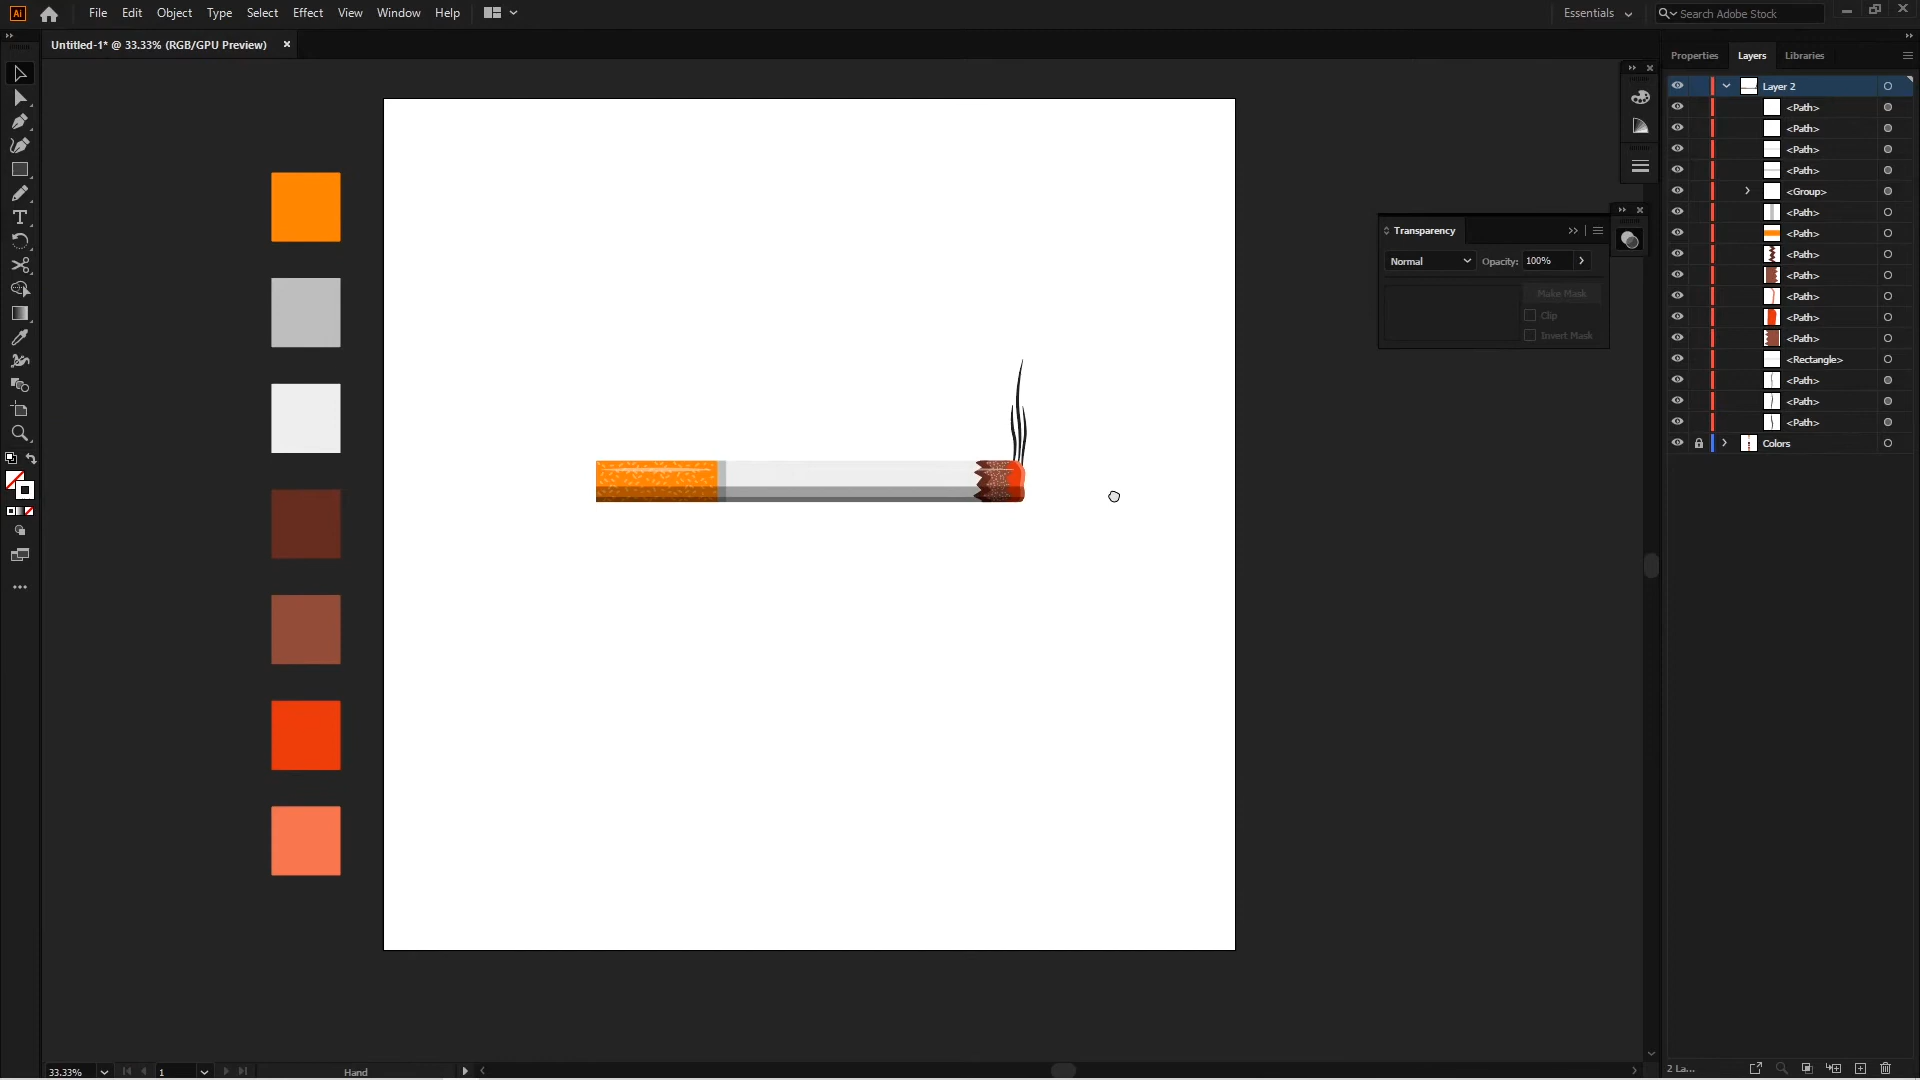 Ai File Edit Object Type Select Effect View Window Help Essentials Search Adobe Stock
Untitled-1* @ 33.33% (RGB/GPU Preview) ×
Properties Layers Libraries
Layer 2
<Path>
<Path>
<Path>
<Path>
<Group>
<Path>
<Path>
<Path>
<Path>
<Path>
<Path>
<Path>
<Rectangle>
<Path>
<Path>
<Path>
Colors
Transparency
Normal Opacity: 100%
Make Mask
Clip
Invert Mask
33.33% 1 Hand 2 La...